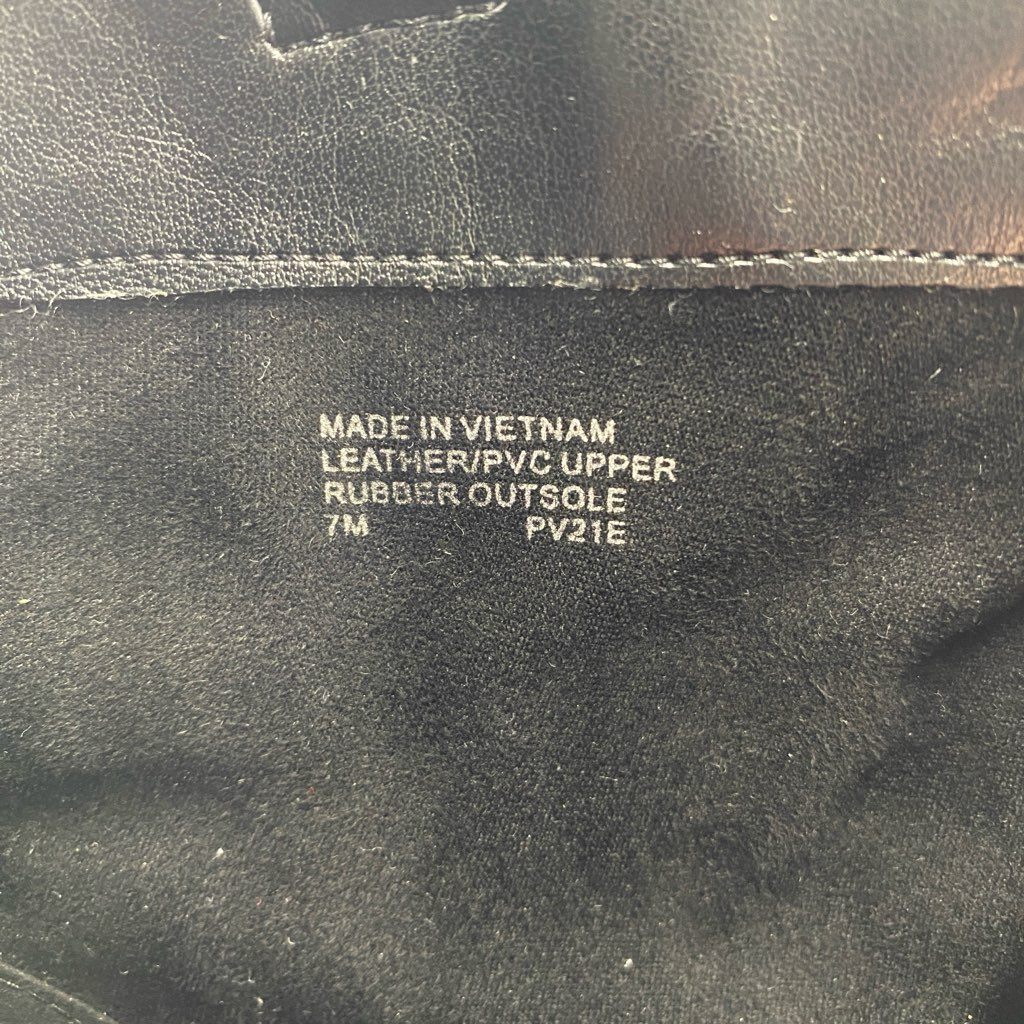 MADE IN VIETNAM
LEATHER/PVC UPPER
RUBBER OUTSOLE
7M PV21E